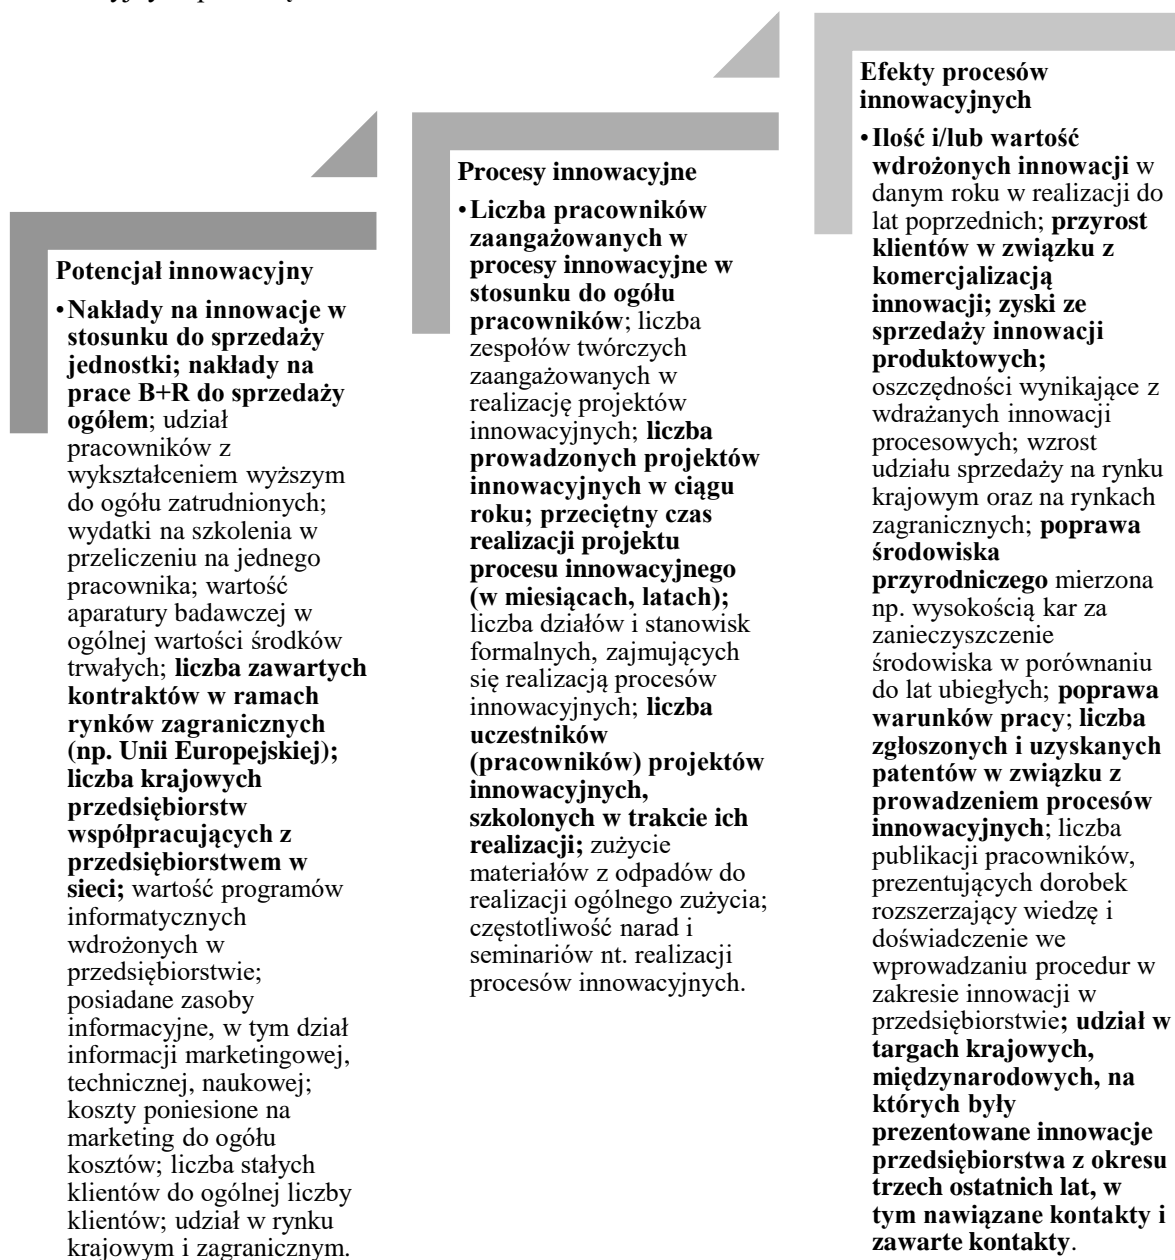 Potencjał innowacyjny
•Nakłady na innowacje w
stosunku do sprzedaży
jednostki; nakłady na
prace B+R do sprzedaży
ogółem; udział
pracowników z
wykształceniem wyższym
do ogółu zatrudnionych;
wydatki na szkolenia w
przeliczeniu na jednego
pracownika; wartość
aparatury badawczej w
ogólnej wartości środków
trwałych; liczba zawartych
kontraktów w ramach
rynków zagranicznych
(np. Unii Europejskiej);
liczba krajowych
przedsiębiorstw
współpracujących z
przedsiębiorstwem w
sieci; wartość programów
informatycznych
wdrożonych w
przedsiębiorstwie;
posiadane zasoby
informacyjne, w tym dział
informacji marketingowej,
technicznej, naukowej;
koszty poniesione na
marketing do ogółu
kosztów; liczba stałych
klientów do ogólnej liczby
klientów; udział w rynku
krajowym i zagranicznym.
Procesy innowacyjne
•Liczba pracowników
zaangażowanych w
procesy innowacyjne w
stosunku do ogółu
pracowników; liczba
zespołów twórczych
zaangażowanych w
realizację projektów
innowacyjnych; liczba
prowadzonych projektów
innowacyjnych w ciągu
roku; przeciętny czas
realizacji projektu
procesu innowacyjnego
(w miesiącach, latach);
liczba działów i stanowisk
formalnych, zajmujących
się realizacją procesów
innowacyjnych; liczba
uczestników
(pracowników) projektów
innowacyjnych,
szkolonych w trakcie ich
realizacji; zużycie
materiałów z odpadów do
realizacji ogólnego zużycia;
częstotliwość narad i
seminariów nt. realizacji
procesów innowacyjnych.
Efekty procesów
innowacyjnych
•Ilość i/lub wartość
wdrożonych innowacji w
danym roku w realizacji do
lat poprzednich; przyrost
klientów w związku z
komercjalizacją
innowacji; zyski ze
sprzedaży innowacji
produktowych;
oszczędności wynikające z
wdrażanych innowacji
procesowych; wzrost
udziału sprzedaży na rynku
krajowym oraz na rynkach
zagranicznych; poprawa
środowiska
przyrodniczego mierzona
np. wysokością kar za
zanieczyszczenie
środowiska w porównaniu
do lat ubiegłych; poprawa
warunków pracy; liczba
zgłoszonych i uzyskanych
patentów w związku z
prowadzeniem procesów
innowacyjnych; liczba
publikacji pracowników,
prezentujących dorobek
rozszerzający wiedzę i
doświadczenie we
wprowadzaniu procedur w
zakresie innowacji w
przedsiębiorstwie; udział w
targach krajowych,
międzynarodowych, na
których były
prezentowane innowacje
przedsiębiorstwa z okresu
trzech ostatnich lat, w
tym nawiązane kontakty i
zawarte kontakty.